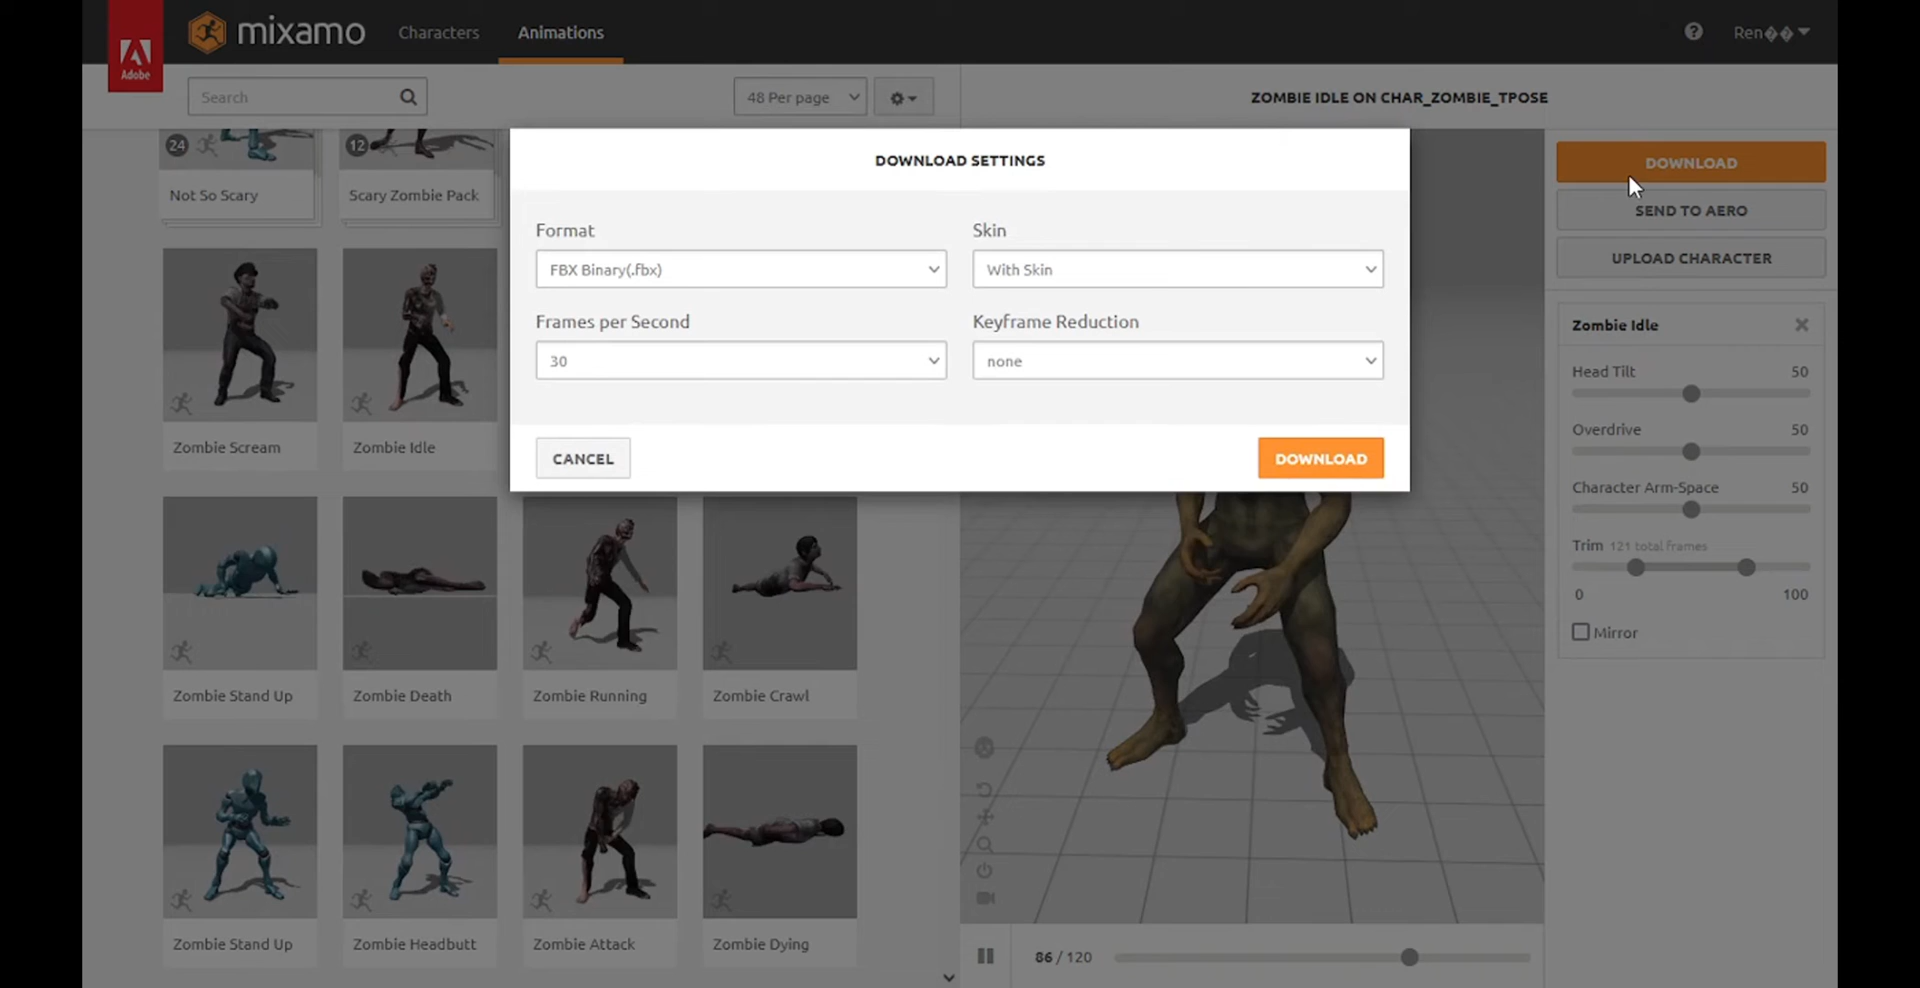 Adobe
mixamo
Characters
Animations
Ren��
Search
48 Per page
ZOMBIE IDLE ON CHAR_ZOMBIE_TPOSE
24
Not So Scary
12
Scary Zombie Pack
Zombie Scream
Zombie Idle
Zombie Stand Up
Zombie Death
Zombie Running
Zombie Crawl
Zombie Stand Up
Zombie Headbutt
Zombie Attack
Zombie Dying
DOWNLOAD SETTINGS
Format
FBX Binary(.fbx)
Skin
With Skin
Frames per Second
30
Keyframe Reduction
none
CANCEL
DOWNLOAD
86 / 120
DOWNLOAD
SEND TO AERO
UPLOAD CHARACTER
Zombie Idle
Head Tilt 50
Overdrive 50
Character Arm-Space 50
Trim 121 total frames
0 100
Mirror